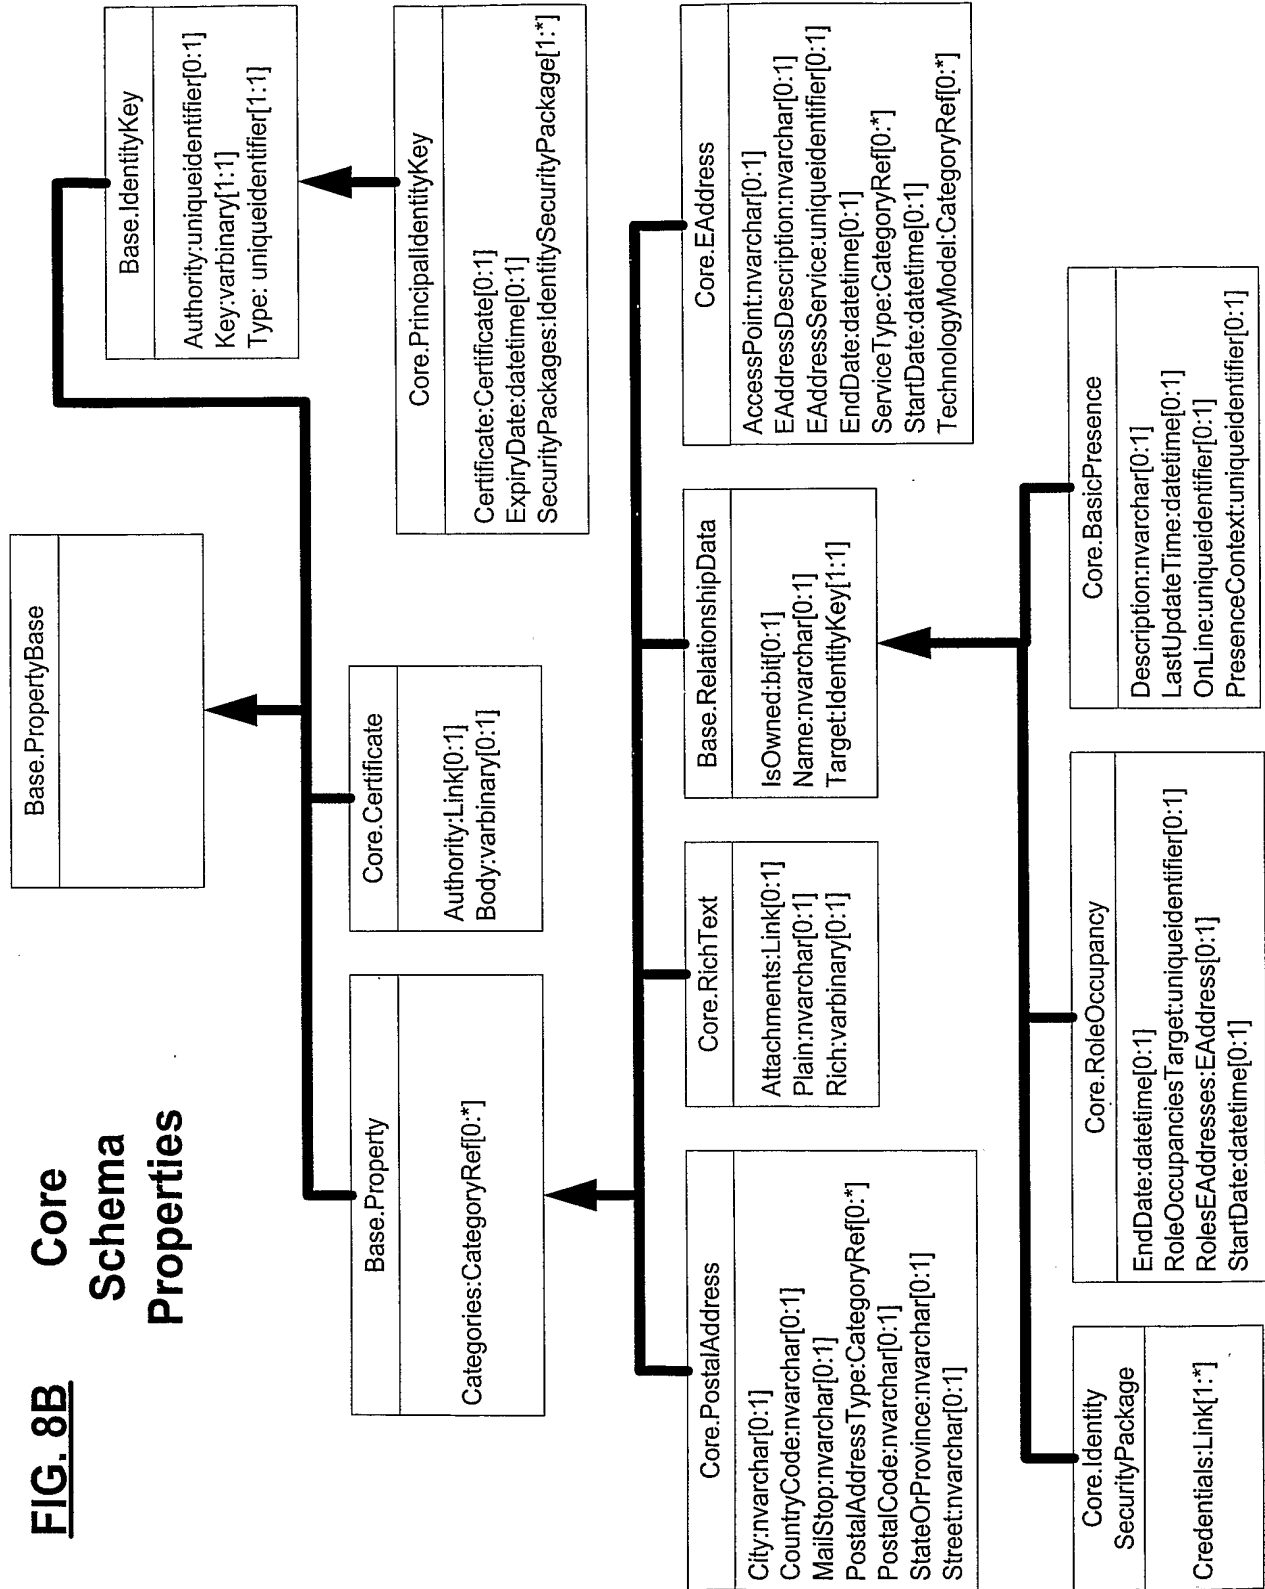 FIG. 8B
Core
Schema
Properties
Base.PropertyBase
Base.Property
Categories:CategoryRef[0:*]
Core.Certificate
Authority:Link[0:1]
Body:varbinary[0:1]
Base.IdentityKey
Authority:uniqueidentifier[0:1]
Key:varbinary[1:1]
Type: uniqueidentifier[1:1]
Core.PrincipalIdentityKey
Certificate:Certificate[0:1]
ExpiryDate:datetime[0:1]
SecurityPackages:IdentitySecurityPackage[1:*]
Core.PostalAddress
City:nvarchar[0:1]
CountryCode:nvarchar[0:1]
MailStop:nvarchar[0:1]
PostalAddressType:CategoryRef[0:*]
PostalCode:nvarchar[0:1]
StateOrProvince:nvarchar[0:1]
Street:nvarchar[0:1]
Core.RichText
Attachments:Link[0:1]
Plain:nvarchar[0:1]
Rich:varbinary[0:1]
Base.RelationshipData
IsOwned:bit[0:1]
Name:nvarchar[0:1]
Target:IdentityKey[1:1]
Core.EAddress
AccessPoint:nvarchar[0:1]
EAddressDescription:nvarchar[0:1]
EAddressService:uniqueidentifier[0:1]
EndDate:datetime[0:1]
ServiceType:CategoryRef[0:*]
StartDate:datetime[0:1]
TechnologyModel:CategoryRef[0:*]
Core.Identity
SecurityPackage
Credentials:Link[1:*]
Core.RoleOccupancy
EndDate:datetime[0:1]
RoleOccupanciesTarget:uniqueidentifier[0:1]
RolesEAddresses:EAddress[0:1]
StartDate:datetime[0:1]
Core.BasicPresence
Description:nvarchar[0:1]
LastUpdateTime:datetime[0:1]
OnLine:uniqueidentifier[0:1]
PresenceContext:uniqueidentifier[0:1]